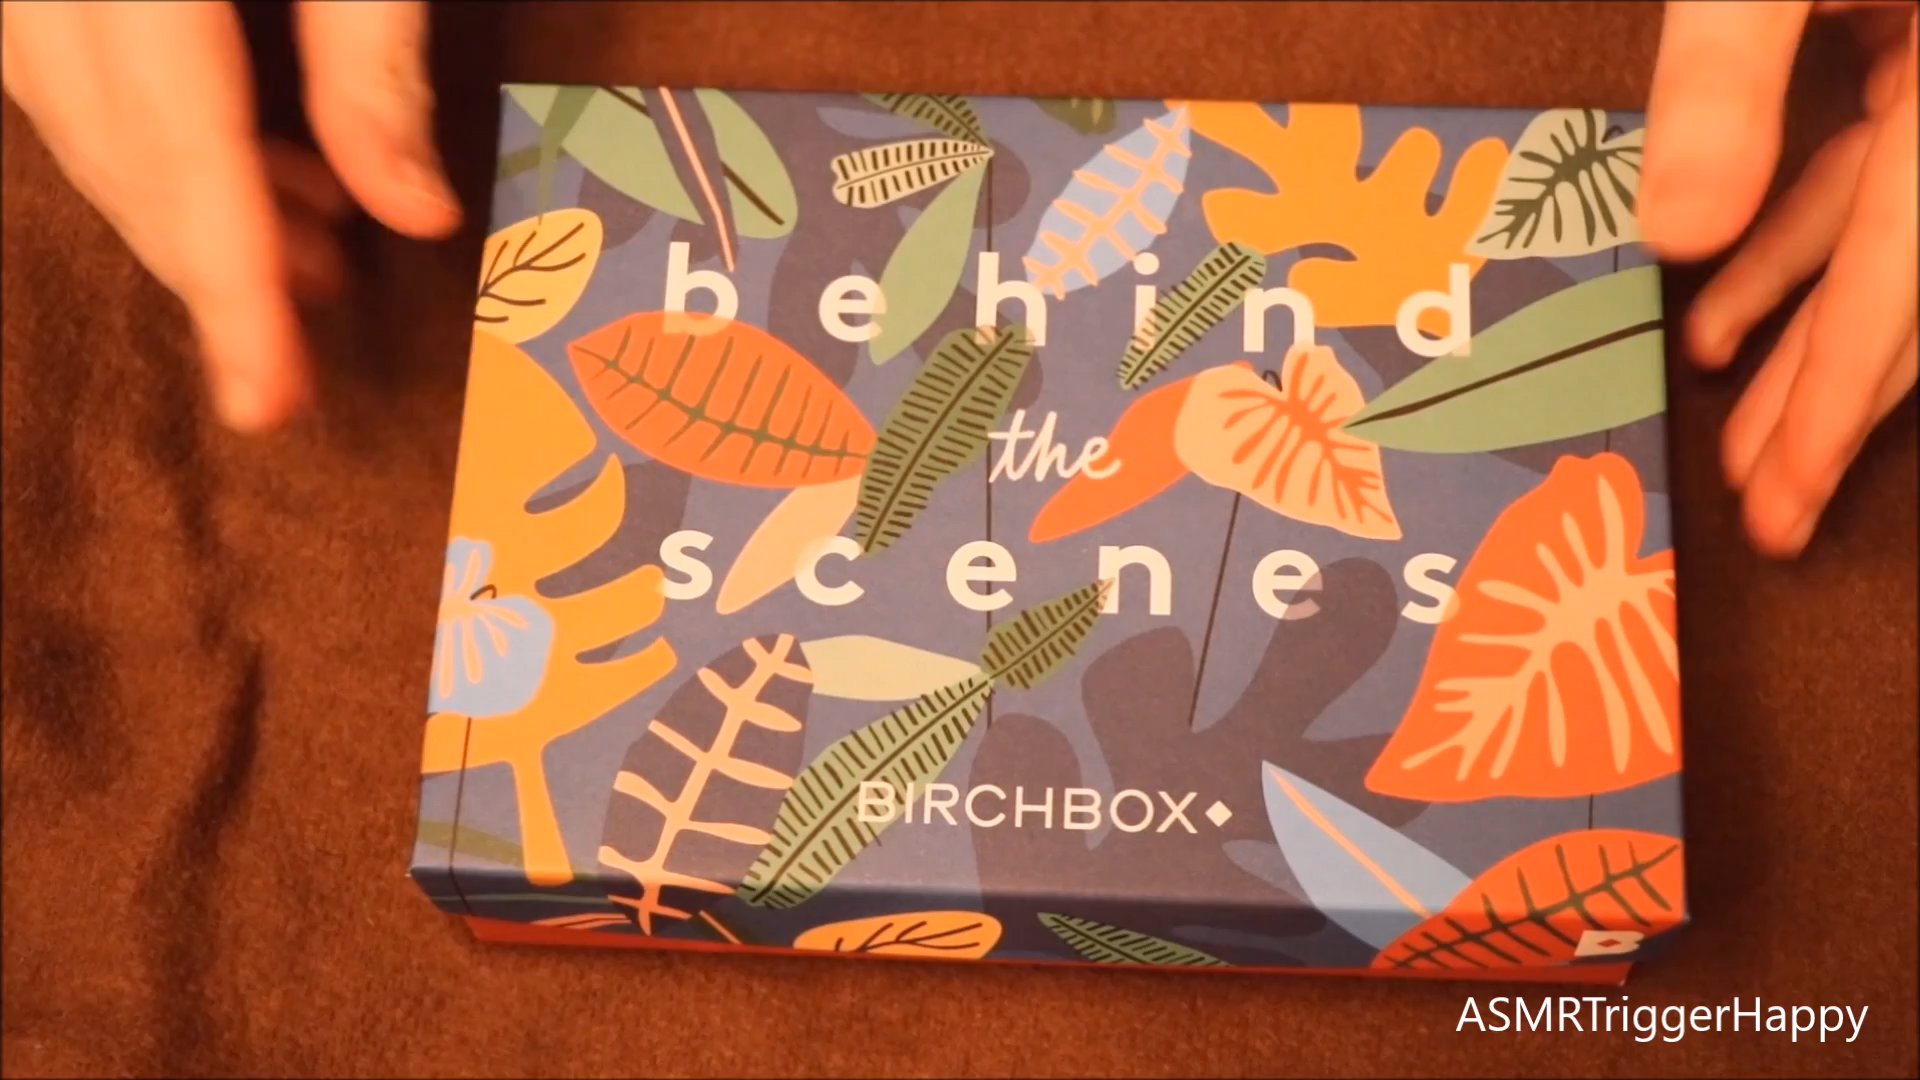 behind
the
scenes
BIRCHBOX
B
ASMRTriggerHappy